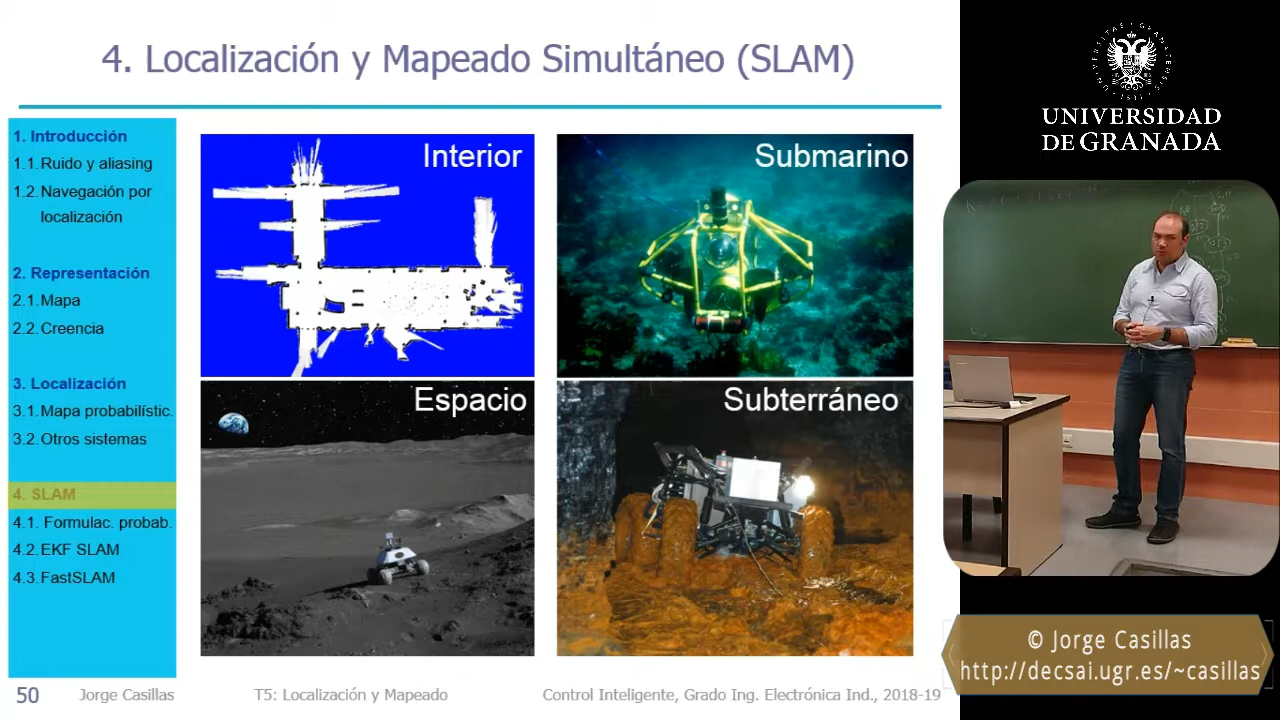 4. Localización y Mapeado Simultáneo (SLAM)
1. Introducción
1.1. Ruido y aliasing
1.2. Navegación por
localización
2. Representación
2.1. Mapa
2.2. Creencia
3. Localización
3.1. Mapa probabilístic.
3.2. Otros sistemas
4. SLAM
4.1. Formulac. probab.
4.2. EKF SLAM
4.3. FastSLAM
Interior
Submarino
Espacio
Subterráneo
50
Jorge Casillas
T5: Localización y Mapeado
Control Inteligente, Grado Ing. Electrónica Ind., 2018-19
UNIVERSIDAD
DE GRANADA
© Jorge Casillas
http://decsai.ugr.es/~casillas